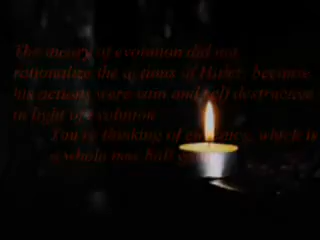 The theory of evolution did not
rationalize the actions of Hitler, because
his actions were vain and self destructive
in light of evolution.
You're thinking of eugenics, which is
a whole new ball